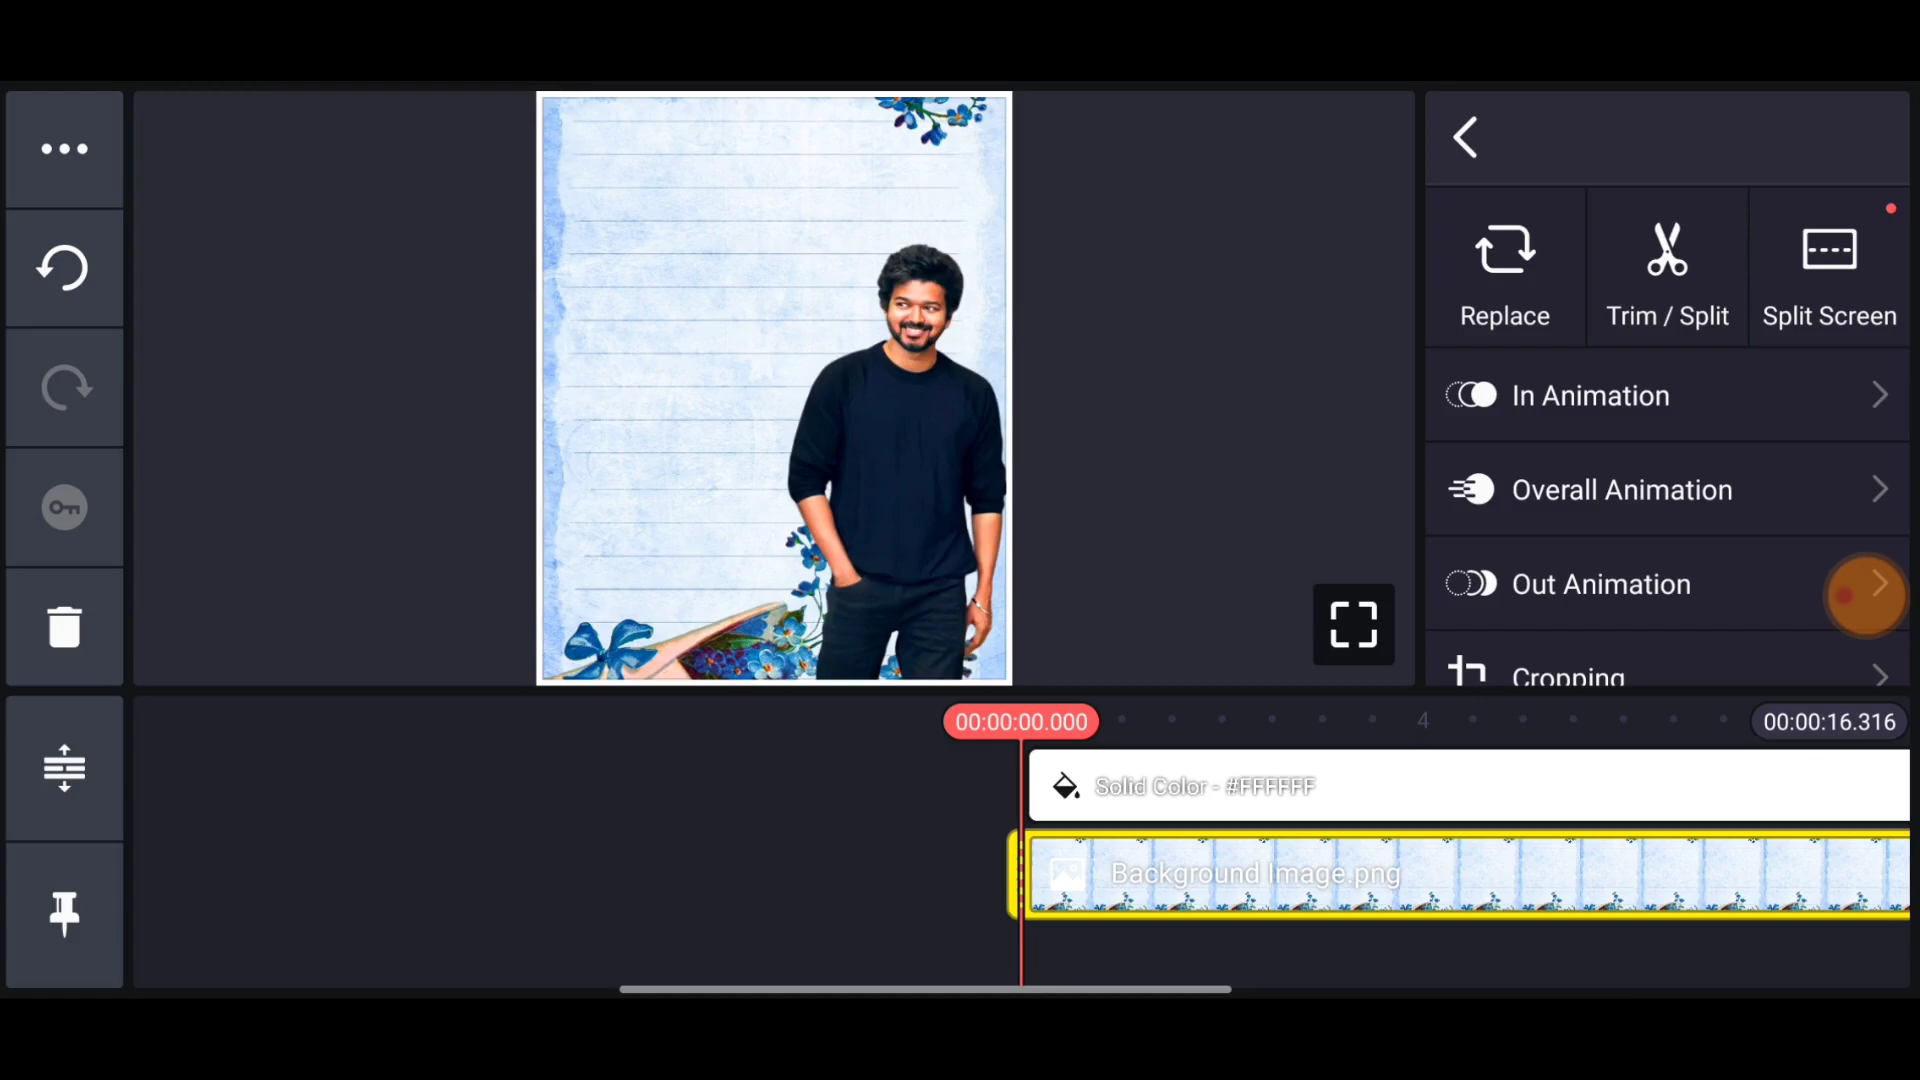 Replace
Trim / Split
Split Screen
In Animation
Overall Animation
Out Animation
Cropping
00:00:00.000
4
00:00:16.316
Solid Color - #FFFFFF
Background Image.png